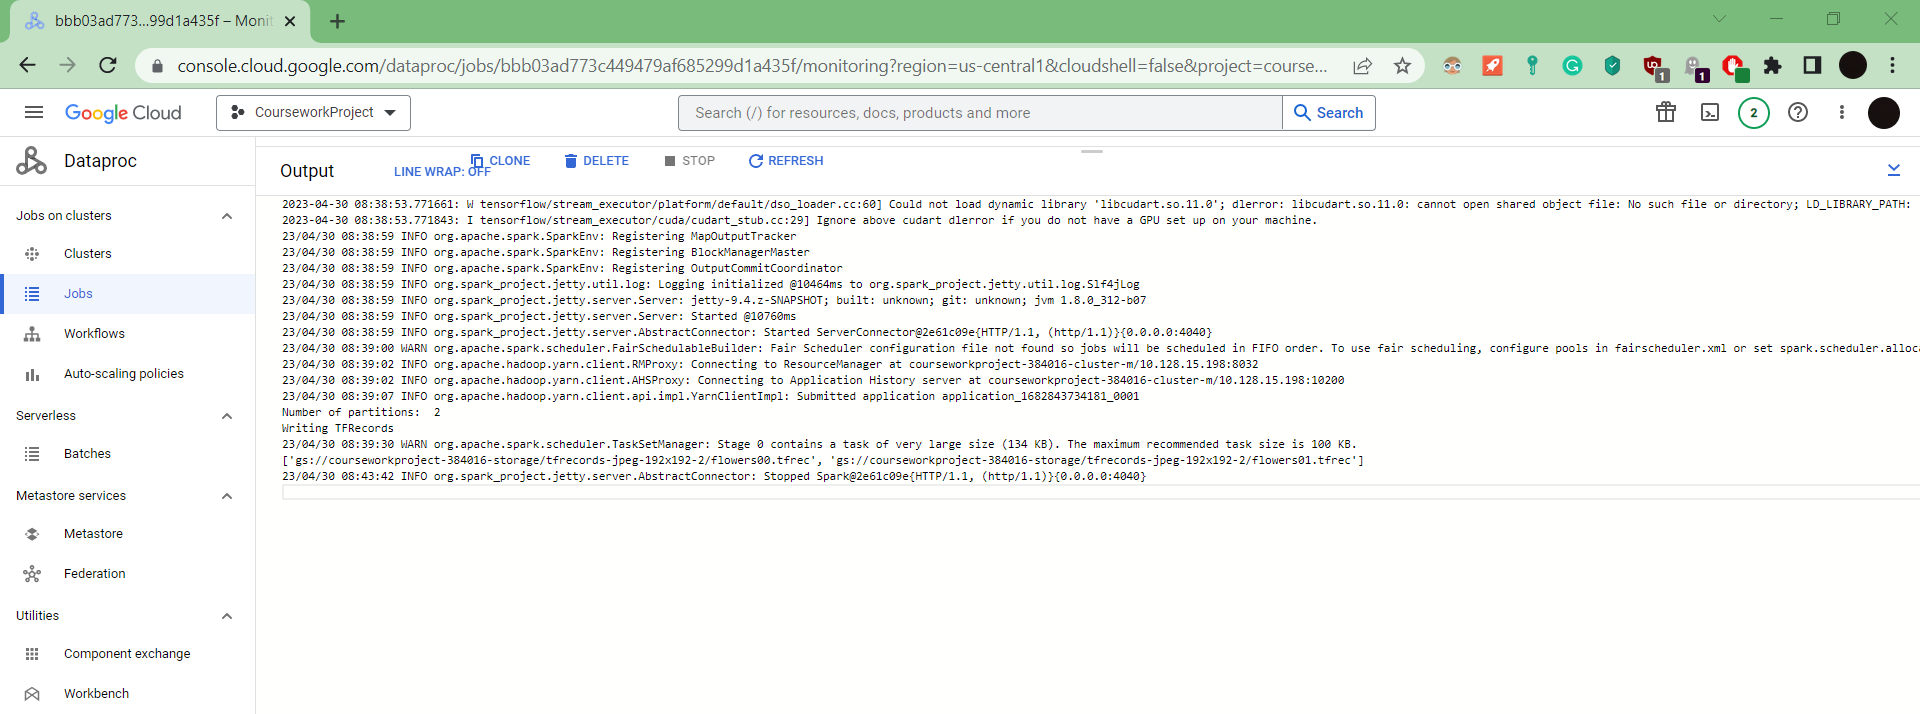 bbb03ad773...99d1a435f – Monit
console.cloud.google.com/dataproc/jobs/bbb03ad773c449479af685299d1a435f/monitoring?region=us-central1&cloudshell=false&project=course...
1
1
Google Cloud
CourseworkProject
Search (/) for resources, docs, products and more
Search
2
Dataproc
Output
LINE WRAP: OFF
CLONE
DELETE
STOP
REFRESH
Jobs on clusters
Clusters
Jobs
Workflows
Auto-scaling policies
Serverless
Batches
Metastore services
Metastore
Federation
Utilities
Component exchange
Workbench
2023-04-30 08:38:53.771661: W tensorflow/stream_executor/platform/default/dso_loader.cc:60] Could not load dynamic library 'libcudart.so.11.0'; dlerror: libcudart.so.11.0: cannot open shared object file: No such file or directory; LD_LIBRARY_PATH:
2023-04-30 08:38:53.771843: I tensorflow/stream_executor/cuda/cudart_stub.cc:29] Ignore above cudart dlerror if you do not have a GPU set up on your machine.
23/04/30 08:38:59 INFO org.apache.spark.SparkEnv: Registering MapOutputTracker
23/04/30 08:38:59 INFO org.apache.spark.SparkEnv: Registering BlockManagerMaster
23/04/30 08:38:59 INFO org.apache.spark.SparkEnv: Registering OutputCommitCoordinator
23/04/30 08:38:59 INFO org.spark_project.jetty.util.log: Logging initialized @10464ms to org.spark_project.jetty.util.log.Slf4jLog
23/04/30 08:38:59 INFO org.spark_project.jetty.server.Server: jetty-9.4.z-SNAPSHOT; built: unknown; git: unknown; jvm 1.8.0_312-b07
23/04/30 08:38:59 INFO org.spark_project.jetty.server.Server: Started @10760ms
23/04/30 08:38:59 INFO org.spark_project.jetty.server.AbstractConnector: Started ServerConnector@2e61c09e{HTTP/1.1, (http/1.1)}{0.0.0.0:4040}
23/04/30 08:39:00 WARN org.apache.spark.scheduler.FairSchedulableBuilder: Fair Scheduler configuration file not found so jobs will be scheduled in FIFO order. To use fair scheduling, configure pools in fairscheduler.xml or set spark.scheduler.alloc
23/04/30 08:39:02 INFO org.apache.hadoop.yarn.client.RMProxy: Connecting to ResourceManager at courseworkproject-384016-cluster-m/10.128.15.198:8032
23/04/30 08:39:02 INFO org.apache.hadoop.yarn.client.AHSProxy: Connecting to Application History server at courseworkproject-384016-cluster-m/10.128.15.198:10200
23/04/30 08:39:07 INFO org.apache.hadoop.yarn.client.api.impl.YarnClientImpl: Submitted application application_1682843734181_0001
Number of partitions:  2
Writing TFRecords
23/04/30 08:39:30 WARN org.apache.spark.scheduler.TaskSetManager: Stage 0 contains a task of very large size (134 KB). The maximum recommended task size is 100 KB.
['gs://courseworkproject-384016-storage/tfrecords-jpeg-192x192-2/flowers00.tfrec', 'gs://courseworkproject-384016-storage/tfrecords-jpeg-192x192-2/flowers01.tfrec']
23/04/30 08:43:42 INFO org.spark_project.jetty.server.AbstractConnector: Stopped Spark@2e61c09e{HTTP/1.1, (http/1.1)}{0.0.0.0:4040}